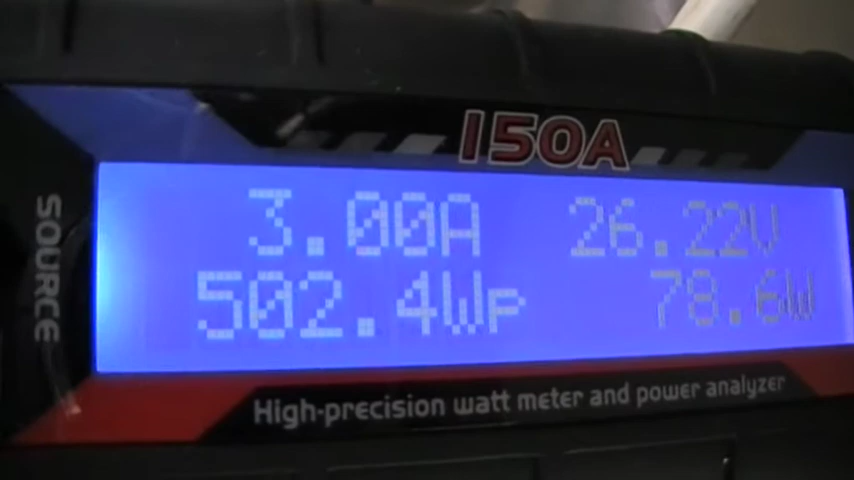 150A
SOURCE
3.00A 26.22V
502.4Wp 78.6W
High-precision watt meter and power analyzer